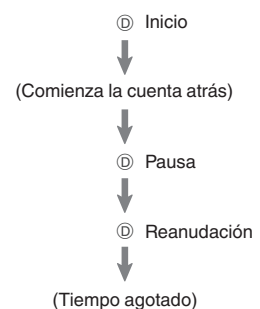 Ⓓ Inicio
(Comienza la cuenta atrás)
Ⓓ Pausa
Ⓓ Reanudación
(Tiempo agotado)